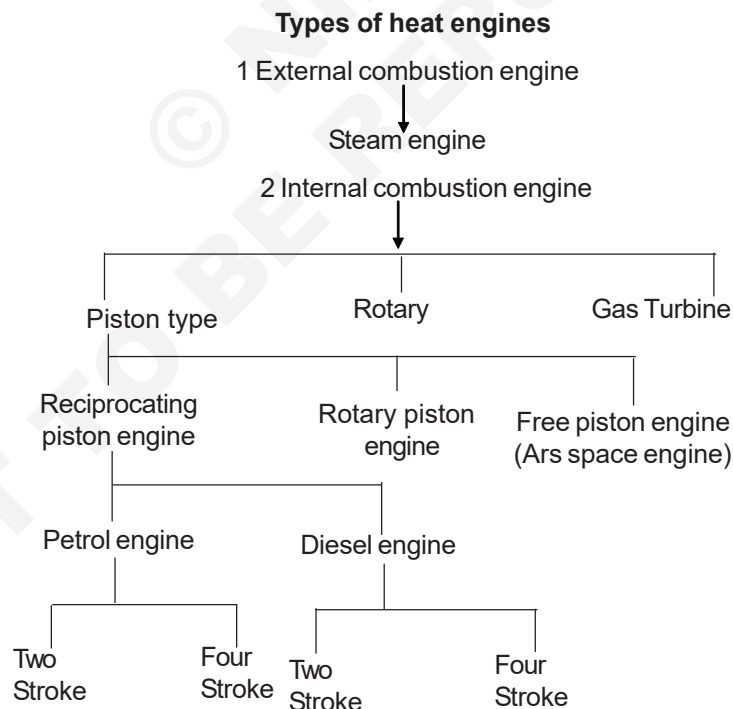 Types of heat engines
1 External combustion engine
Steam engine
2 Internal combustion engine
Piston type
Rotary
Gas Turbine
Reciprocating
piston engine
Rotary piston
engine
Free piston engine
(Ars space engine)
Petrol engine
Diesel engine
Two
Stroke
Four
Stroke
Two
Stroke
Four
Stroke